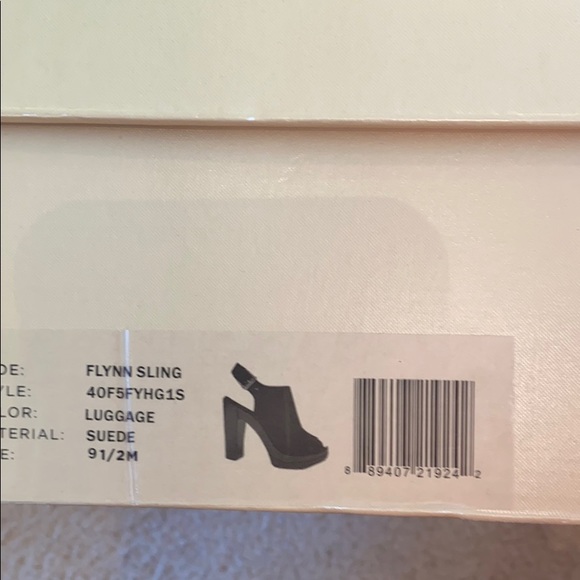 DE: FLYNN SLING
YLE: 40F5FYHG1S
LOR: LUGGAGE
TERIAL: SUEDE
E: 91/2M
8 89407 21924 2